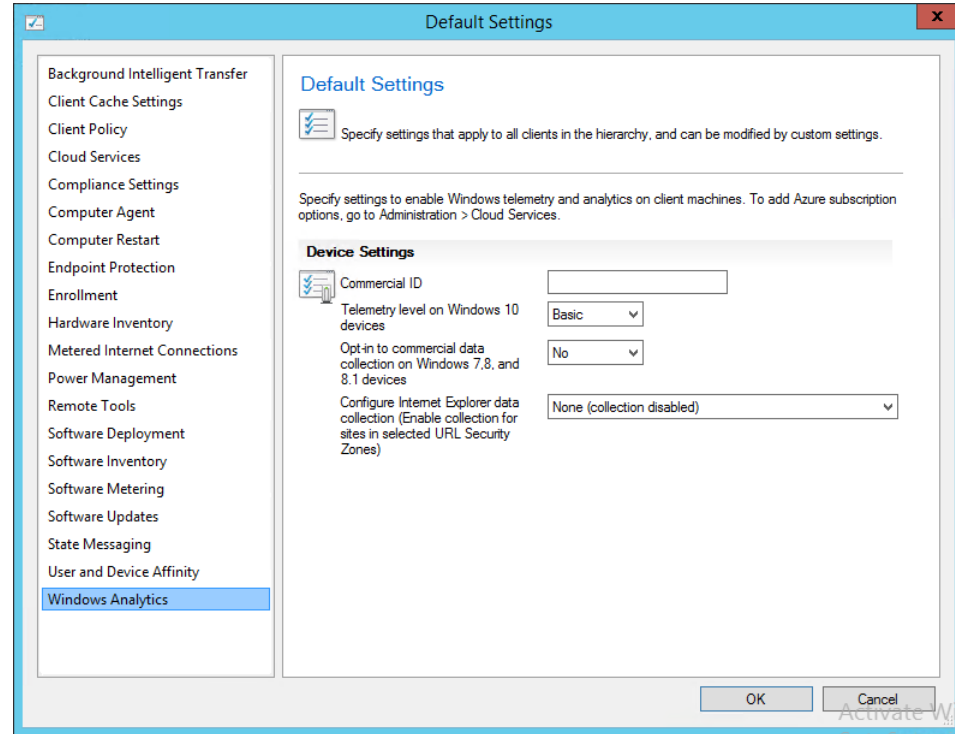 Default Settings
x
Background Intelligent Transfer
Client Cache Settings
Client Policy
Cloud Services
Compliance Settings
Computer Agent
Computer Restart
Endpoint Protection
Enrollment
Hardware Inventory
Metered Internet Connections
Power Management
Remote Tools
Software Deployment
Software Inventory
Software Metering
Software Updates
State Messaging
User and Device Affinity
Windows Analytics
Default Settings
Specify settings that apply to all clients in the hierarchy, and can be modified by custom settings.
Specify settings to enable Windows telemetry and analytics on client machines. To add Azure subscription
options, go to Administration > Cloud Services.
Device Settings
Commercial ID
Telemetry level on Windows 10
devices
Basic
Opt-in to commercial data
collection on Windows 7,8, and
8.1 devices
No
Configure Internet Explorer data
collection (Enable collection for
sites in selected URL Security
Zones)
None (collection disabled)
OK
Cancel
Activate Wi